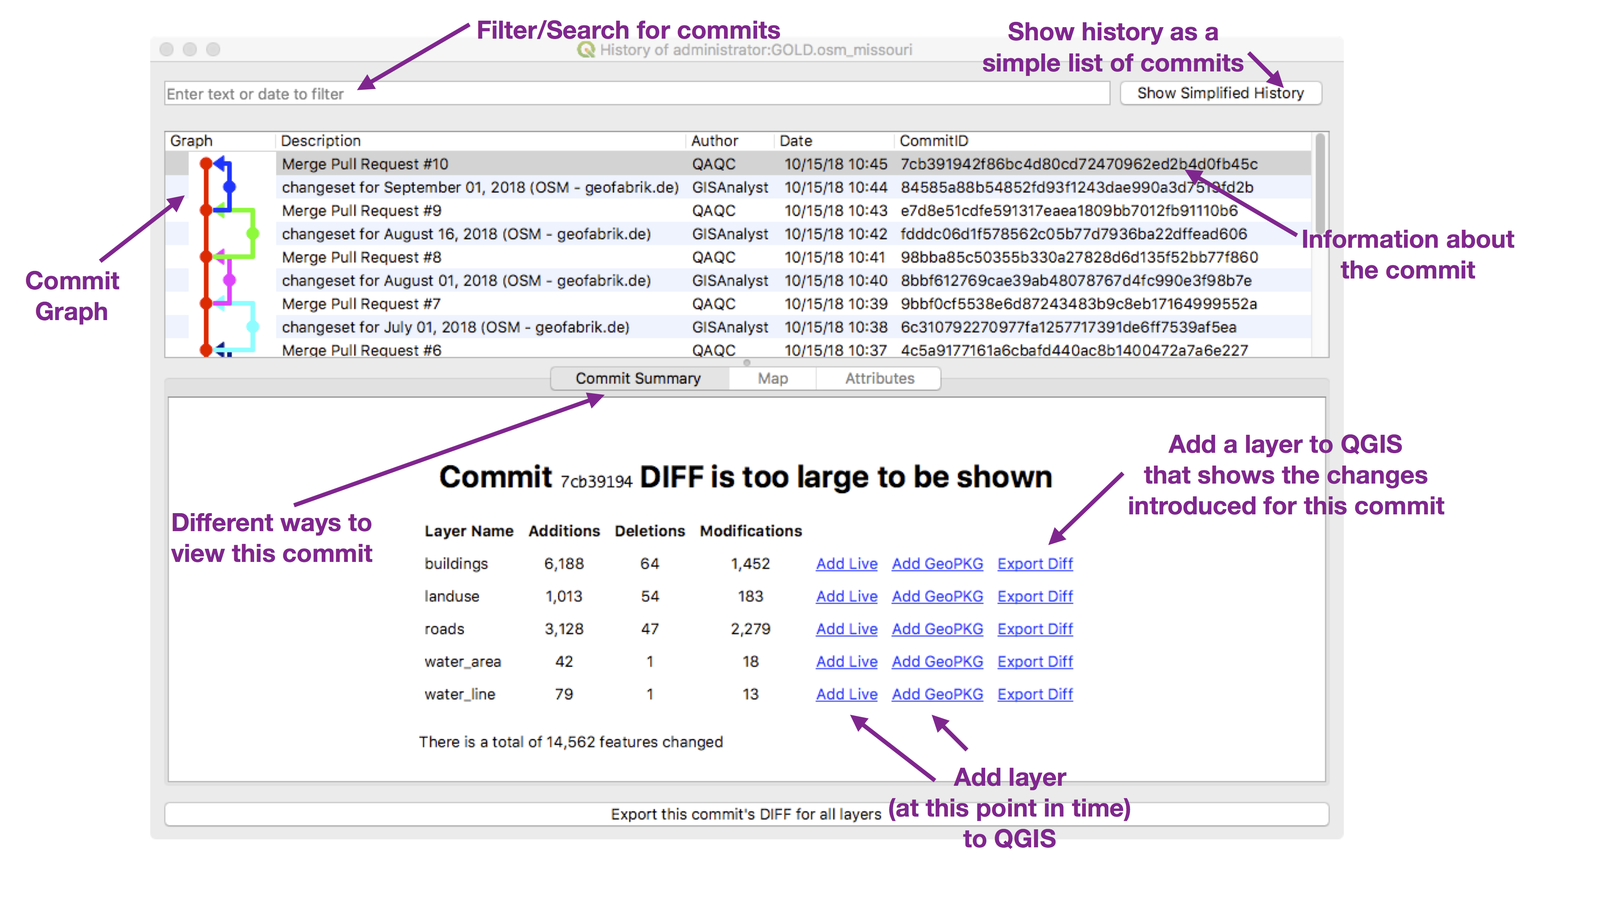 Filter/Search for commits
Show history as a
simple list of commits
History of administrator:GOLD.osm_missouri
Enter text or date to filter
Show Simplified History
Graph Description Author Date CommitID
Merge Pull Request #10 QAQC 10/15/18 10:45 7cb391942f86bc4d80cd72470962ed2b4d0fb45c
changeset for September 01, 2018 (OSM - geofabrik.de) GISAnalyst 10/15/18 10:44 84585a88b54852fd93f1243dae990a3d7519fd2b
Merge Pull Request #9 QAQC 10/15/18 10:43 e7d8e51cdfe591317eaea1809bb7012fb91110b6
changeset for August 16, 2018 (OSM - geofabrik.de) GISAnalyst 10/15/18 10:42 fdddc06d1f578562c05b77d7936ba22dffead606
Merge Pull Request #8 QAQC 10/15/18 10:41 98bba85c50355b330a27828d6d135f52bb77f860
changeset for August 01, 2018 (OSM - geofabrik.de) GISAnalyst 10/15/18 10:40 8bbf612769cae39ab48078767d4fc990e3f98b7e
Merge Pull Request #7 QAQC 10/15/18 10:39 9bbf0cf5538e6d87243483b9c8eb17164999552a
changeset for July 01, 2018 (OSM - geofabrik.de) GISAnalyst 10/15/18 10:38 6c310792270977fa1257717391de6ff7539af5ea
Merge Pull Request #6 QAQC 10/15/18 10:37 4c5a9177161a6cbafd440ac8b1400472a7a6e227
Information about
the commit
Commit
Graph
Commit Summary Map Attributes
Add a layer to QGIS
that shows the changes
introduced for this commit
Commit 7cb39194 DIFF is too large to be shown
Different ways to
view this commit
Layer Name Additions Deletions Modifications
buildings 6,188 64 1,452 Add Live Add GeoPKG Export Diff
landuse 1,013 54 183 Add Live Add GeoPKG Export Diff
roads 3,128 47 2,279 Add Live Add GeoPKG Export Diff
water_area 42 1 18 Add Live Add GeoPKG Export Diff
water_line 79 1 13 Add Live Add GeoPKG Export Diff
There is a total of 14,562 features changed
Add layer
(at this point in time)
to QGIS
Export this commit's DIFF for all layers